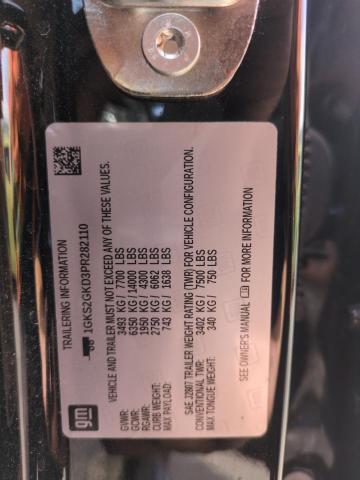 TRAILERING INFORMATION
1GKS2GKD3PR282110
VEHICLE AND TRAILER MUST NOT EXCEED ANY OF THESE VALUES.
GVWR: 3493 KG / 7700 LBS
GCWR: 6350 KG / 14000 LBS
RGAWR: 1950 KG / 4300 LBS
CURB WEIGHT: 2750 KG / 6062 LBS
MAX PAYLOAD: 743 KG / 1638 LBS
SAE J2807 TRAILER WEIGHT RATING (TWR) FOR VEHICLE CONFIGURATION.
CONVENTIONAL TWR: 3402 KG / 7500 LBS
MAX TONGUE WEIGHT: 340 KG / 750 LBS
SEE OWNER'S MANUAL FOR MORE INFORMATION
gm